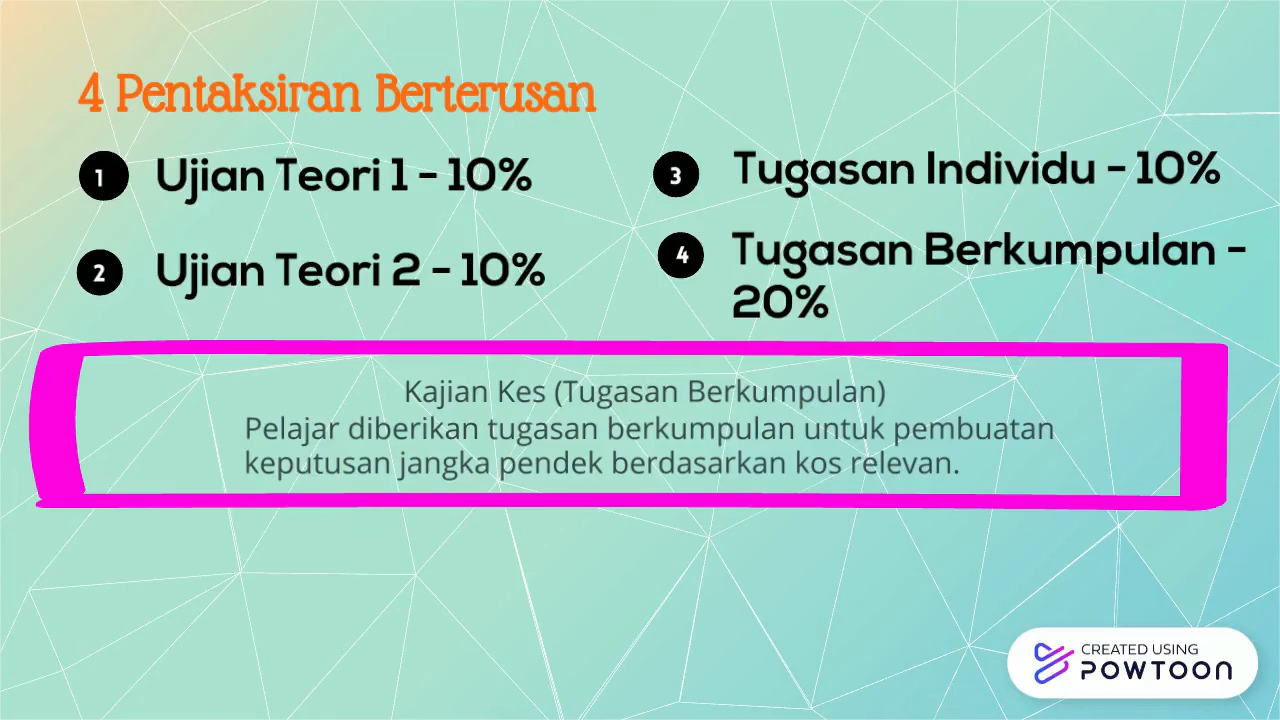 4 Pentaksiran Berterusan
1 Ujian Teori 1 - 10%
2 Ujian Teori 2 - 10%
3 Tugasan Individu - 10%
4 Tugasan Berkumpulan -
20%
Kajian Kes (Tugasan Berkumpulan)
Pelajar diberikan tugasan berkumpulan untuk pembuatan
keputusan jangka pendek berdasarkan kos relevan.
CREATED USING
POWTOON